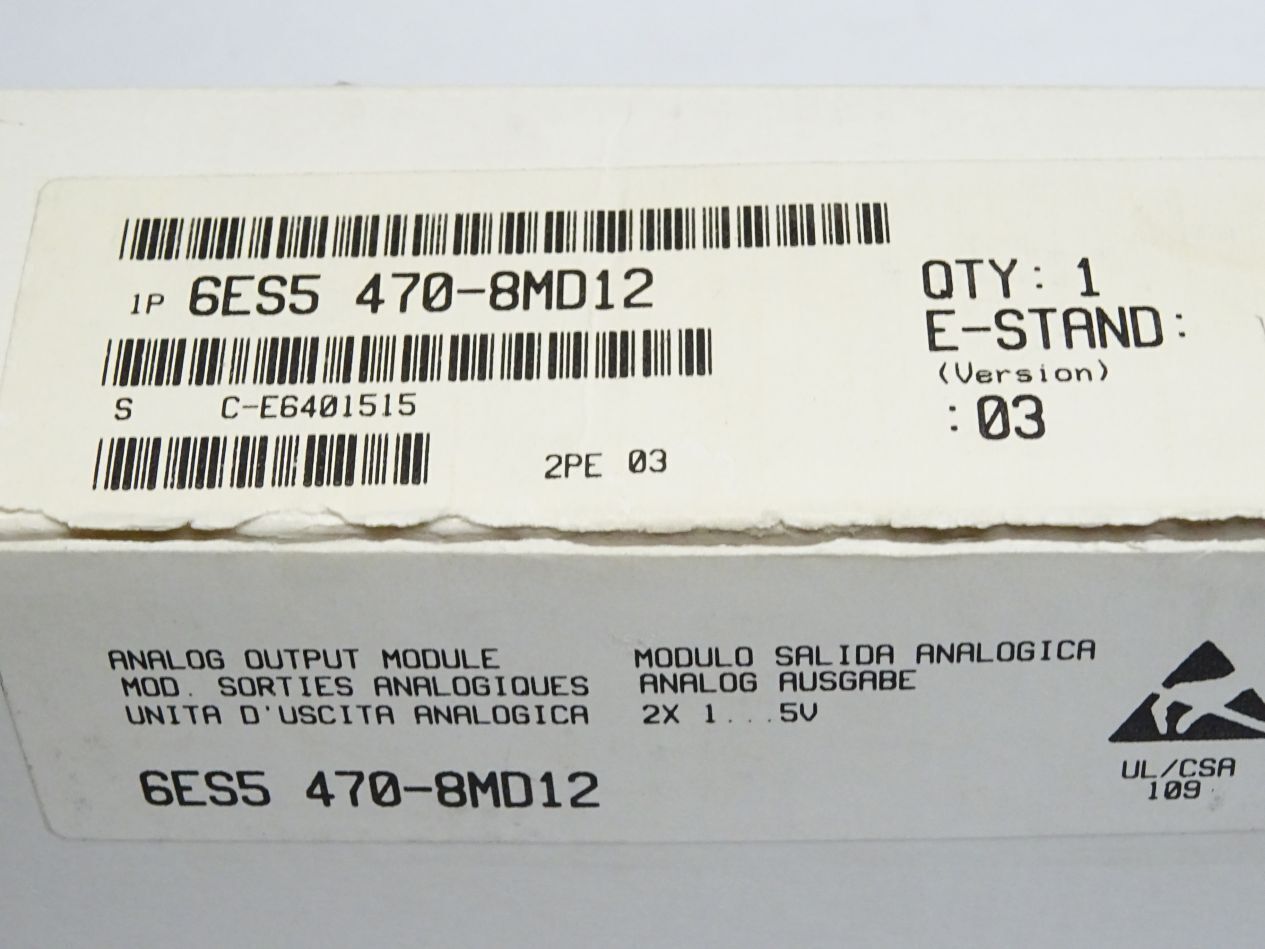 1P 6ES5 470-8MD12
S C-E6401515
2PE 03
QTY: 1
E-STAND:
(Version)
:03
ANALOG OUTPUT MODULE
MOD. SORTIES ANALOGIQUES
UNITA D'USCITA ANALOGICA
MODULO SALIDA ANALOGICA
ANALOG AUSGABE
2X 1...5V
6ES5 470-8MD12
UL/CSA
109